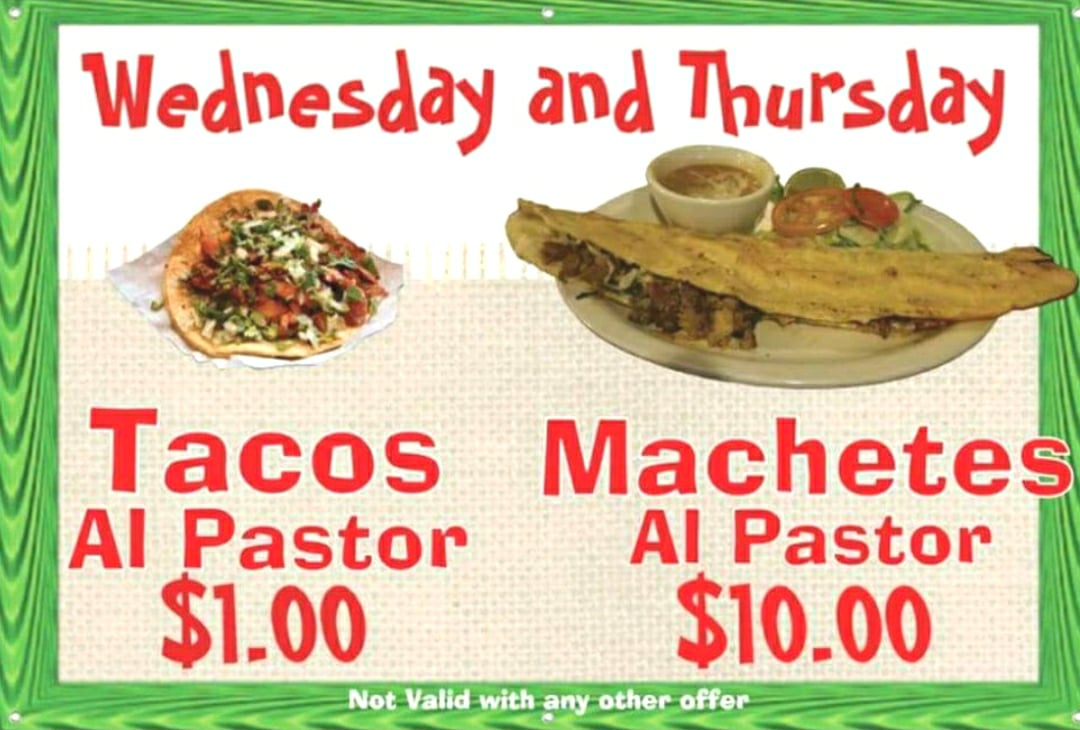 Wednesday and Thursday
Tacos
Al Pastor
$1.00
Machetes
Al Pastor
$10.00
Not Valid with any other offer